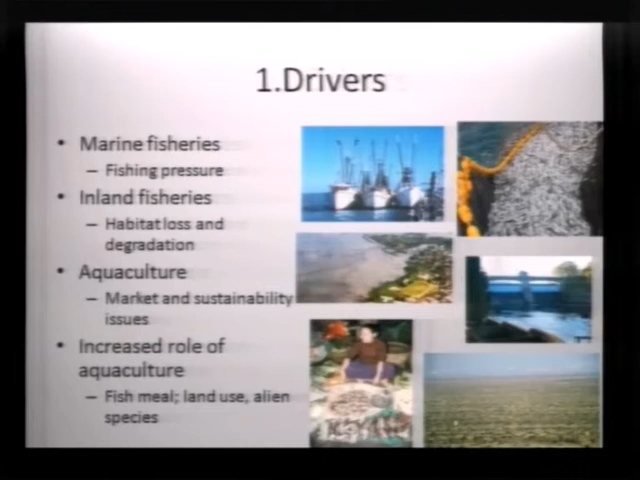 1.Drivers
• Marine fisheries
– Fishing pressure
• Inland fisheries
– Habitat loss and
degradation
• Aquaculture
– Market and sustainability
issues
• Increased role of
aquaculture
– Fish meal; land use, alien
species